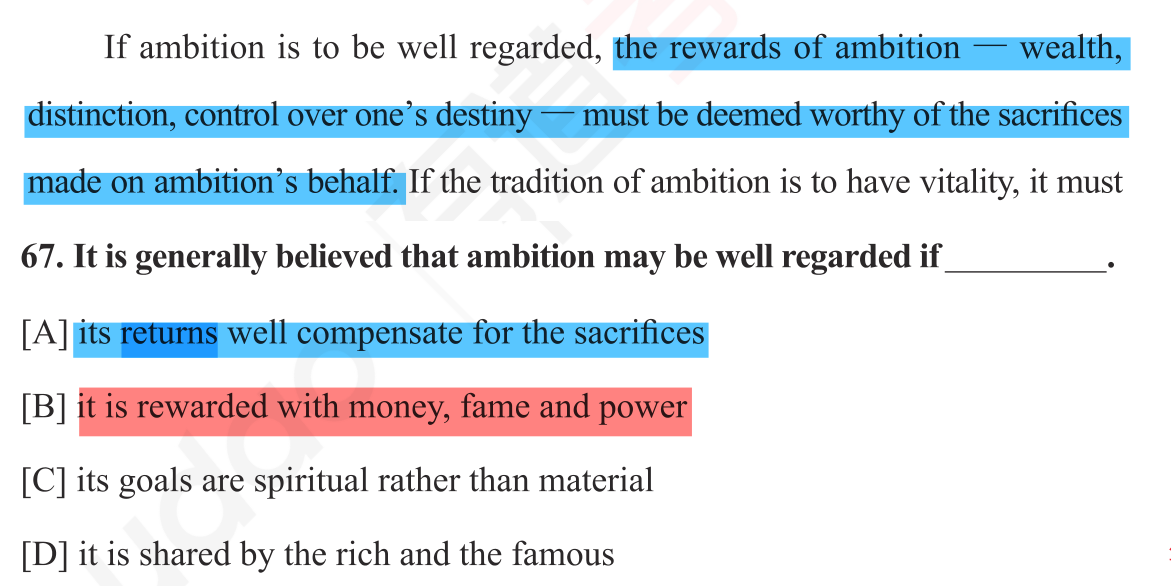 If ambition is to be well regarded, the rewards of ambition — wealth,
distinction, control over one’s destiny — must be deemed worthy of the sacrifices
made on ambition’s behalf. If the tradition of ambition is to have vitality, it must
67. It is generally believed that ambition may be well regarded if__________.
[A] its returns well compensate for the sacrifices
[B] it is rewarded with money, fame and power
[C] its goals are spiritual rather than material
[D] it is shared by the rich and the famous